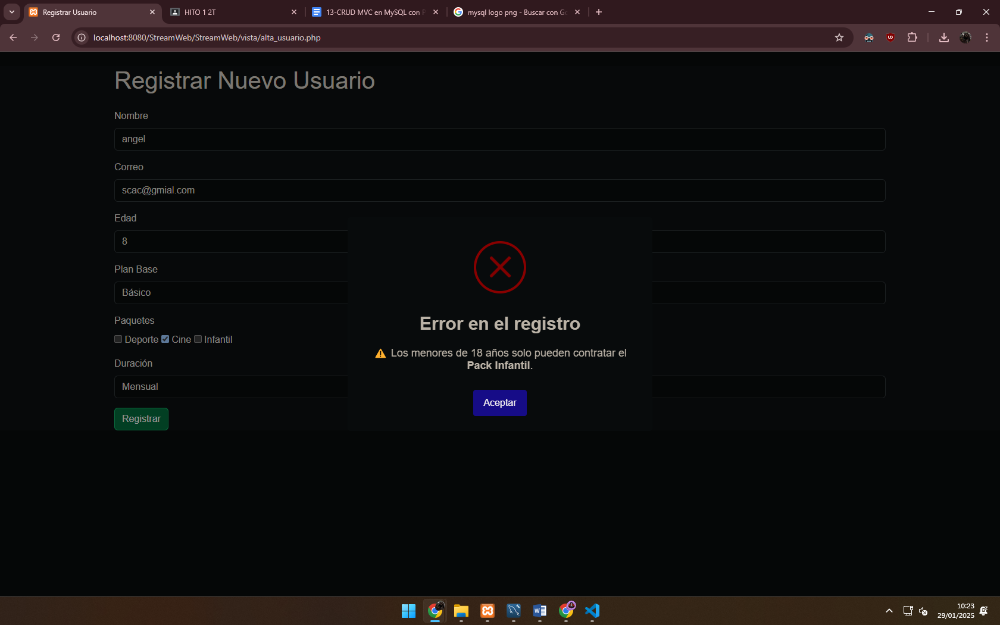 Registrar Usuario
HITO 1 2T
13-CRUD MVC en MySQL con P
mysql logo png - Buscar con Go
localhost:8080/StreamWeb/StreamWeb/vista/alta_usuario.php
Registrar Nuevo Usuario
Nombre
angel
Correo
scac@gmial.com
Edad
8
Plan Base
Básico
Paquetes
Deporte Cine Infantil
Duración
Mensual
Registrar
Error en el registro
⚠️ Los menores de 18 años solo pueden contratar el
Pack Infantil.
Aceptar
10:23
29/01/2025